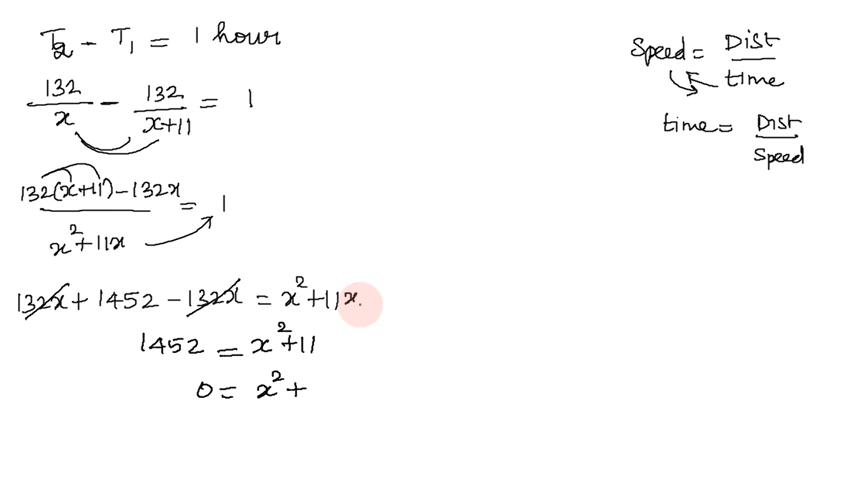 T₂ - T₁ = 1 hour
132/x - 132/(x+11) = 1
(132(x+11) - 132x)/(x²+11x) = 1
132x + 1452 - 132x = x²+11x
1452 = x²+11
0 = x²+
Speed = Dist/time
time = Dist/Speed